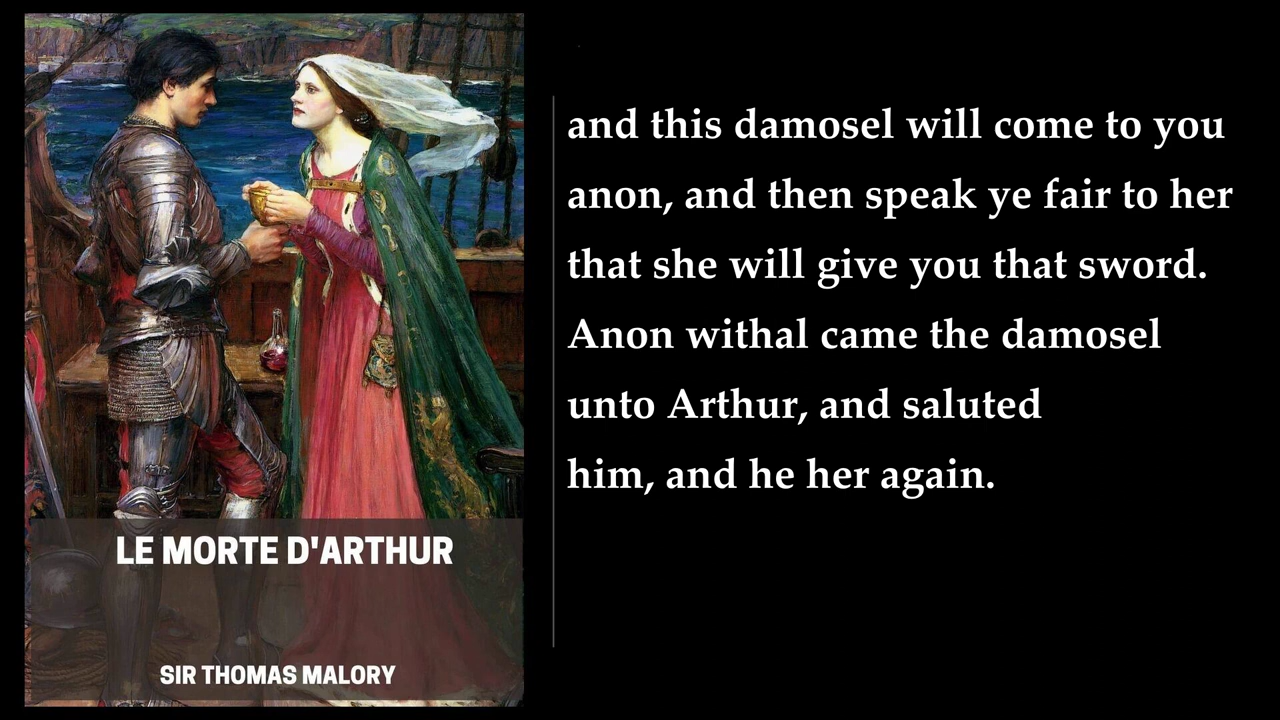 LE MORTE D'ARTHUR
SIR THOMAS MALORY
and this damosel will come to you
anon, and then speak ye fair to her
that she will give you that sword.
Anon withal came the damosel
unto Arthur, and saluted
him, and he her again.